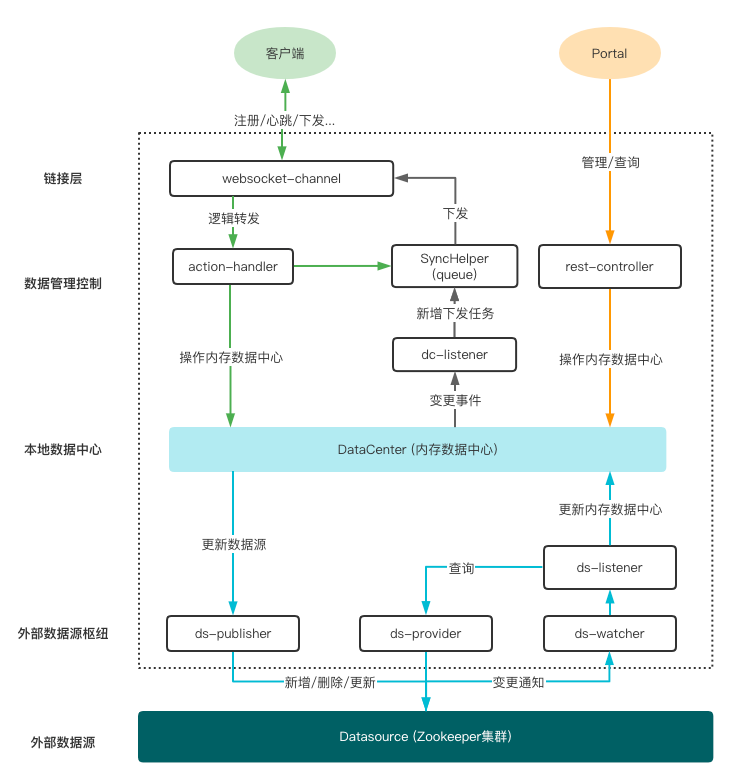 客户端
Portal
注册/心跳/下发...
链接层
websocket-channel
管理/查询
逻辑转发
下发
数据管理控制
action-handler
SyncHelper
(queue)
rest-controller
新增下发任务
操作内存数据中心
dc-listener
操作内存数据中心
变更事件
本地数据中心
DataCenter (内存数据中心)
更新内存数据中心
更新数据源
查询
ds-listener
外部数据源枢纽
ds-publisher
ds-provider
ds-watcher
新增/删除/更新
变更通知
外部数据源
Datasource (Zookeeper集群)